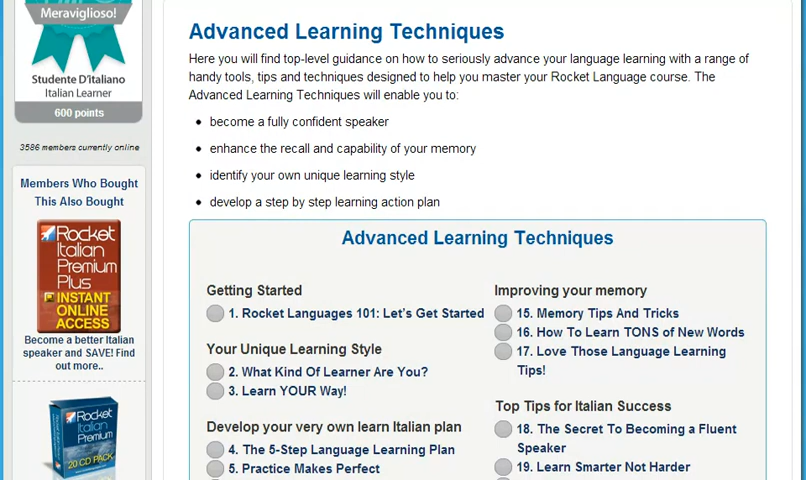 Meraviglioso!
Studente D'italiano
Italian Learner
600 points
3586 members currently online
Members Who Bought
This Also Bought
Rocket
Italian
Premium
Plus
INSTANT
ONLINE
ACCESS
Become a better Italian
speaker and SAVE! Find
out more..
Rocket
Italian
Premium
20 CD PACK
Advanced Learning Techniques
Here you will find top-level guidance on how to seriously advance your language learning with a range of
handy tools, tips and techniques designed to help you master your Rocket Language course. The
Advanced Learning Techniques will enable you to:
• become a fully confident speaker
• enhance the recall and capability of your memory
• identify your own unique learning style
• develop a step by step learning action plan
Advanced Learning Techniques
Getting Started
1. Rocket Languages 101: Let's Get Started
Your Unique Learning Style
2. What Kind Of Learner Are You?
3. Learn YOUR Way!
Develop your very own learn Italian plan
4. The 5-Step Language Learning Plan
5. Practice Makes Perfect
Improving your memory
15. Memory Tips And Tricks
16. How To Learn TONS of New Words
17. Love Those Language Learning
Tips!
Top Tips for Italian Success
18. The Secret To Becoming a Fluent
Speaker
19. Learn Smarter Not Harder